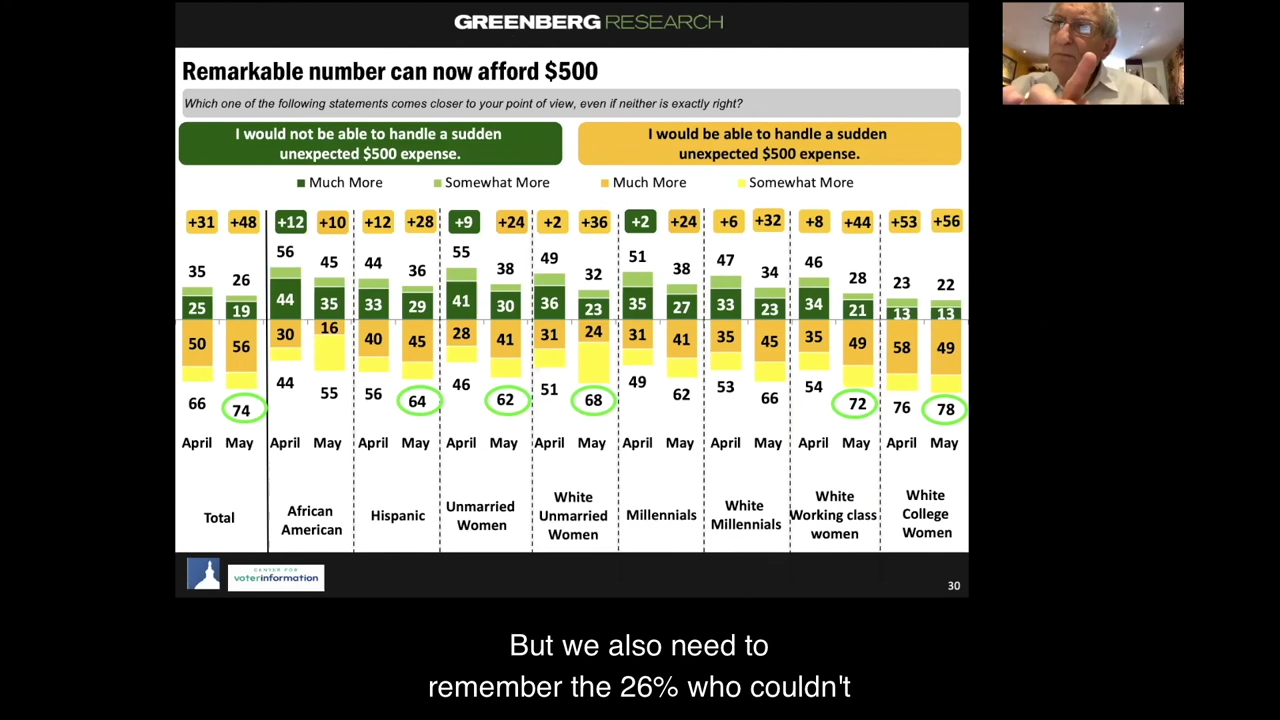 GREENBERG RESEARCH
Remarkable number can now afford $500
Which one of the following statements comes closer to your point of view, even if neither is exactly right?
I would not be able to handle a sudden
unexpected $500 expense.
I would be able to handle a sudden
unexpected $500 expense.
Much More Somewhat More Much More Somewhat More
+31 +48 +12 +10 +12 +28 +9 +24 +2 +36 +2 +24 +6 +32 +8 +44 +53 +56
35 26 56 45 44 36 55 38 49 32 51 38 47 34 46 28 23 22
25 19 44 35 33 29 41 30 36 23 35 27 33 23 34 21 13 13
50 56 30 16 40 45 28 41 31 24 31 41 35 45 35 49 58 49
66 74 44 55 56 64 46 62 51 68 49 62 53 66 54 72 76 78
April May April May April May April May April May April May April May April May April May
Total
African
American
Hispanic
Unmarried
Women
White
Unmarried
Women
Millennials
White
Millennials
White
Working class
women
White
College
Women
CENTER FOR
voterinformation
30
But we also need to
remember the 26% who couldn't